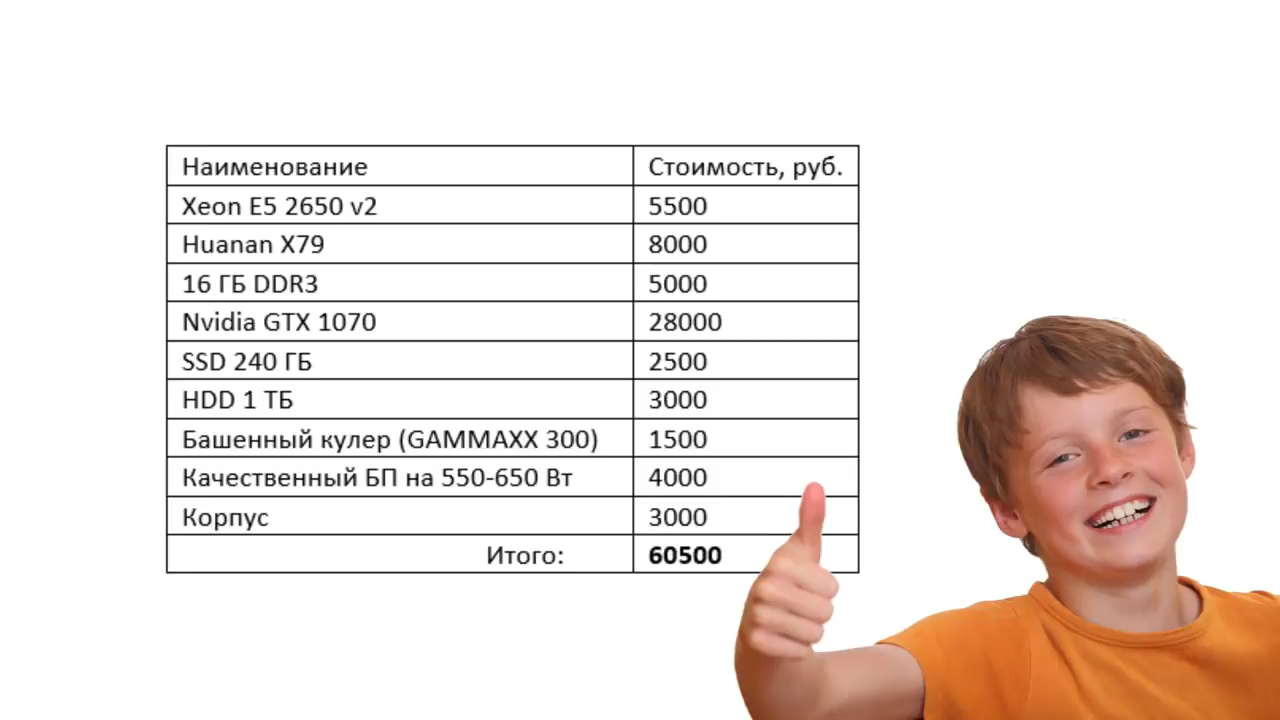 Наименование Стоимость, руб.
Xeon E5 2650 v2 5500
Huanan X79 8000
16 ГБ DDR3 5000
Nvidia GTX 1070 28000
SSD 240 ГБ 2500
HDD 1 ТБ 3000
Башенный кулер (GAMMAXX 300) 1500
Качественный БП на 550-650 Вт 4000
Корпус 3000
Итого: 60500